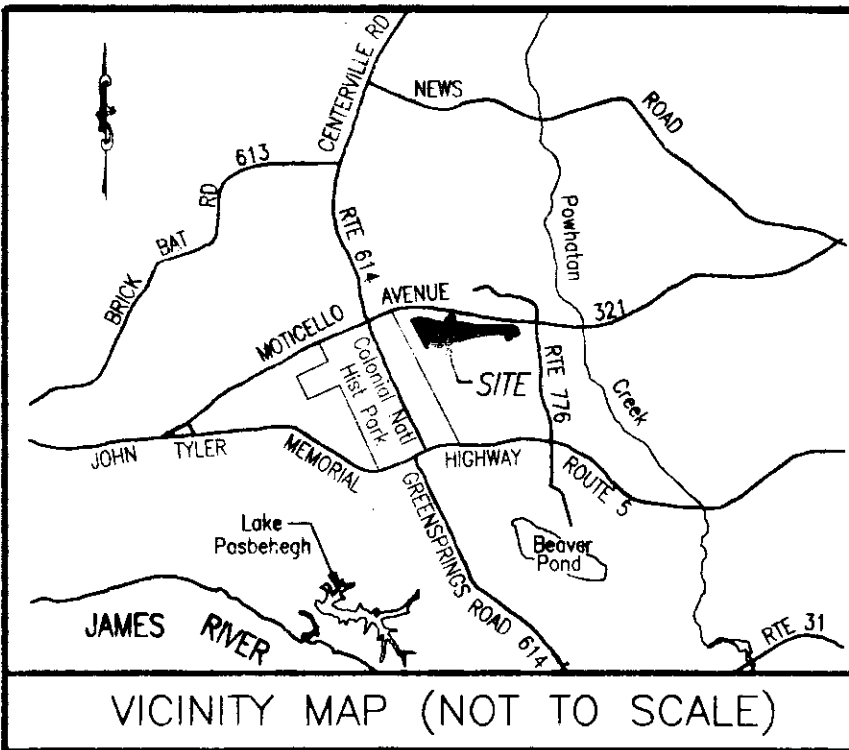 CENTERVILLE RD
NEWS ROAD
613
BRICK BAT RD
RTE 614
Powhatan Creek
MOTICELLO AVENUE
321
SITE
Colonial Natl
Hist Park
RTE 776
JOHN TYLER MEMORIAL HIGHWAY ROUTE 5
GREENSPRINGS ROAD 614
Lake
Pasbehegh
Beaver
Pond
JAMES RIVER
RTE 31
VICINITY MAP (NOT TO SCALE)